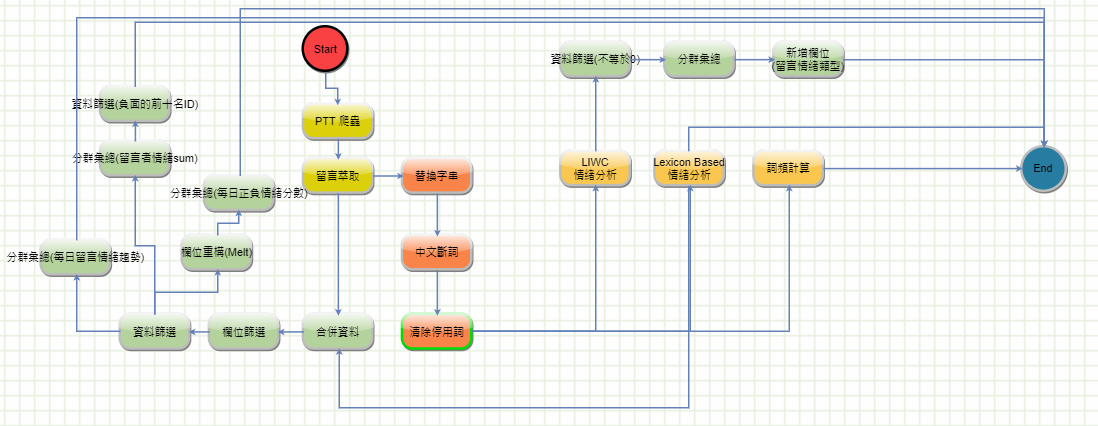 Start
PTT 爬蟲
留言萃取
替換字串
中文斷詞
清除停用詞
合併資料
欄位篩選
資料篩選
分群彙總(每日留言情緒趨勢)
欄位重構(Melt)
分群彙總(每日正負情緒分數)
分群彙總(留言者情緒sum)
資料篩選(負面的前十名ID)
資料篩選(不等於0)
分群彙總
新增欄位
(留言情緒類型)
LIWC
情緒分析
Lexicon Based
情緒分析
詞頻計算
End